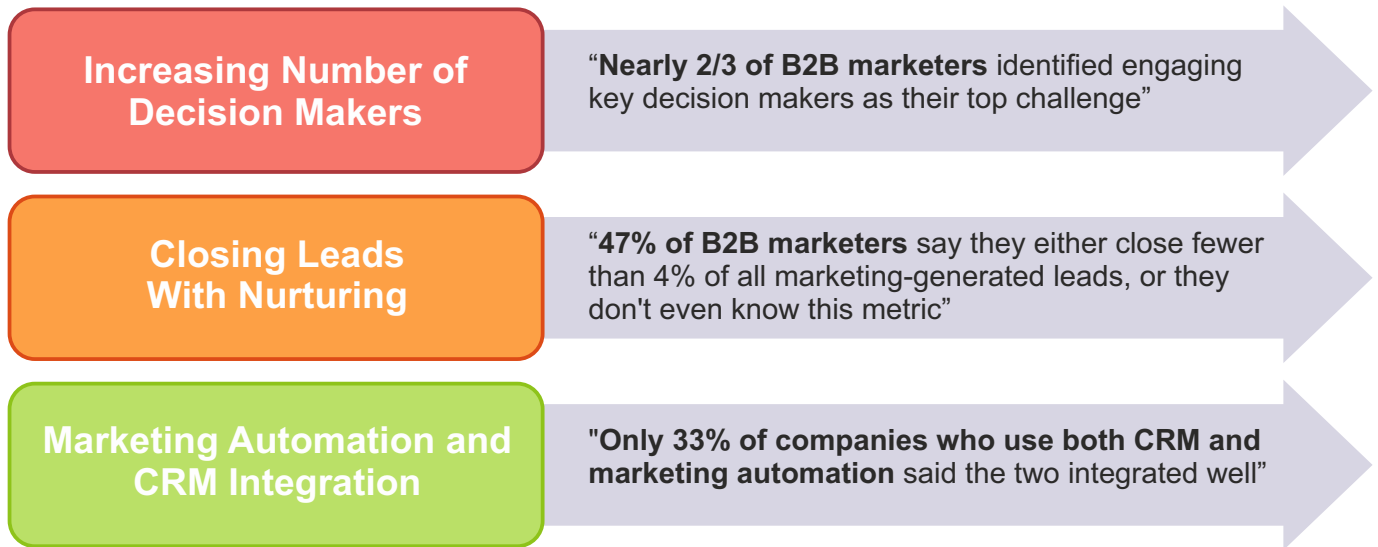 Increasing Number of
Decision Makers
“Nearly 2/3 of B2B marketers identified engaging
key decision makers as their top challenge”
Closing Leads
With Nurturing
“47% of B2B marketers say they either close fewer
than 4% of all marketing-generated leads, or they
don't even know this metric”
Marketing Automation and
CRM Integration
"Only 33% of companies who use both CRM and
marketing automation said the two integrated well”